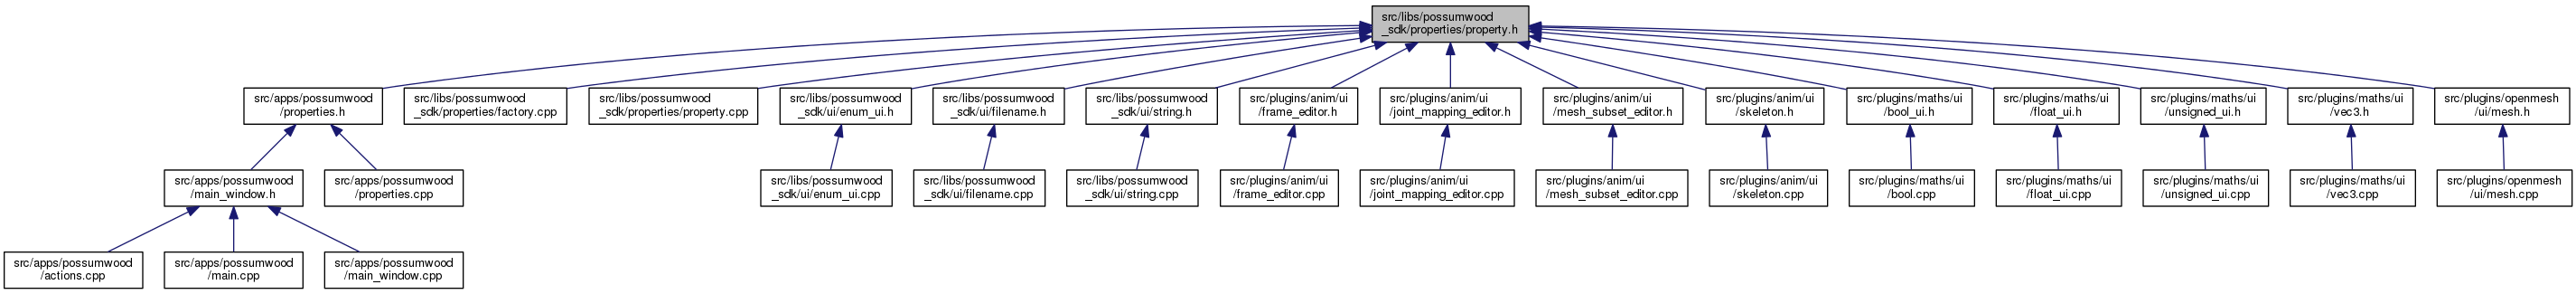 src/libs/possumwood
_sdk/properties/property.h
src/apps/possumwood
/properties.h
src/libs/possumwood
_sdk/properties/factory.cpp
src/libs/possumwood
_sdk/properties/property.cpp
src/libs/possumwood
_sdk/ui/enum_ui.h
src/libs/possumwood
_sdk/ui/filename.h
src/libs/possumwood
_sdk/ui/string.h
src/plugins/anim/ui
/frame_editor.h
src/plugins/anim/ui
/joint_mapping_editor.h
src/plugins/anim/ui
/mesh_subset_editor.h
src/plugins/anim/ui
/skeleton.h
src/plugins/maths/ui
/bool_ui.h
src/plugins/maths/ui
/float_ui.h
src/plugins/maths/ui
/unsigned_ui.h
src/plugins/maths/ui
/vec3.h
src/plugins/openmesh
/ui/mesh.h
src/apps/possumwood
/main_window.h
src/apps/possumwood
/properties.cpp
src/libs/possumwood
_sdk/ui/enum_ui.cpp
src/libs/possumwood
_sdk/ui/filename.cpp
src/libs/possumwood
_sdk/ui/string.cpp
src/plugins/anim/ui
/frame_editor.cpp
src/plugins/anim/ui
/joint_mapping_editor.cpp
src/plugins/anim/ui
/mesh_subset_editor.cpp
src/plugins/anim/ui
/skeleton.cpp
src/plugins/maths/ui
/bool.cpp
src/plugins/maths/ui
/float_ui.cpp
src/plugins/maths/ui
/unsigned_ui.cpp
src/plugins/maths/ui
/vec3.cpp
src/plugins/openmesh
/ui/mesh.cpp
src/apps/possumwood
/actions.cpp
src/apps/possumwood
/main.cpp
src/apps/possumwood
/main_window.cpp